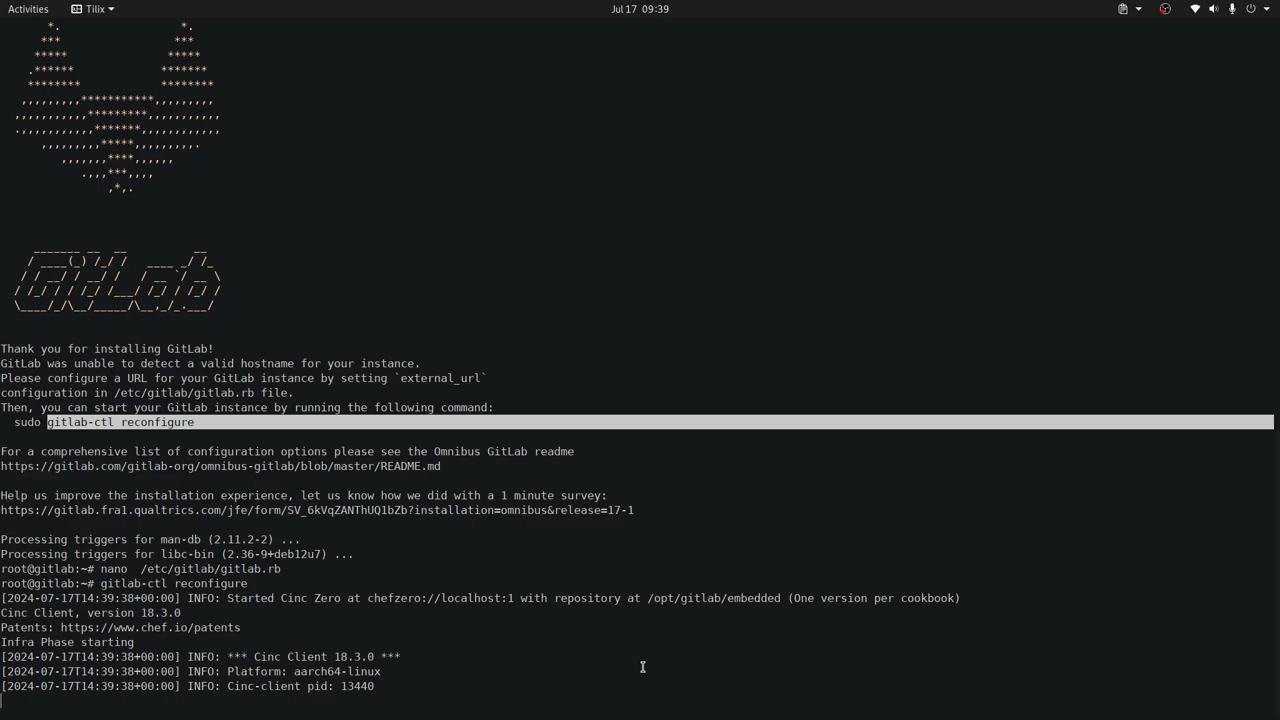 Activities Tilix Jul 17 09:39
Thank you for installing GitLab!
GitLab was unable to detect a valid hostname for your instance.
Please configure a URL for your GitLab instance by setting `external_url`
configuration in /etc/gitlab/gitlab.rb file.
Then, you can start your GitLab instance by running the following command:
sudo gitlab-ctl reconfigure
For a comprehensive list of configuration options please see the Omnibus GitLab readme
https://gitlab.com/gitlab-org/omnibus-gitlab/blob/master/README.md
Help us improve the installation experience, let us know how we did with a 1 minute survey:
https://gitlab.fra1.qualtrics.com/jfe/form/SV_6kVqZANThUQ1bZb?installation=omnibus&release=17-1
Processing triggers for man-db (2.11.2-2) ...
Processing triggers for libc-bin (2.36-9+deb12u7) ...
root@gitlab:~# nano  /etc/gitlab/gitlab.rb
root@gitlab:~# gitlab-ctl reconfigure
[2024-07-17T14:39:38+00:00] INFO: Started Cinc Zero at chefzero://localhost:1 with repository at /opt/gitlab/embedded (One version per cookbook)
Cinc Client, version 18.3.0
Patents: https://www.chef.io/patents
Infra Phase starting
[2024-07-17T14:39:38+00:00] INFO: *** Cinc Client 18.3.0 ***
[2024-07-17T14:39:38+00:00] INFO: Platform: aarch64-linux
[2024-07-17T14:39:38+00:00] INFO: Cinc-client pid: 13440